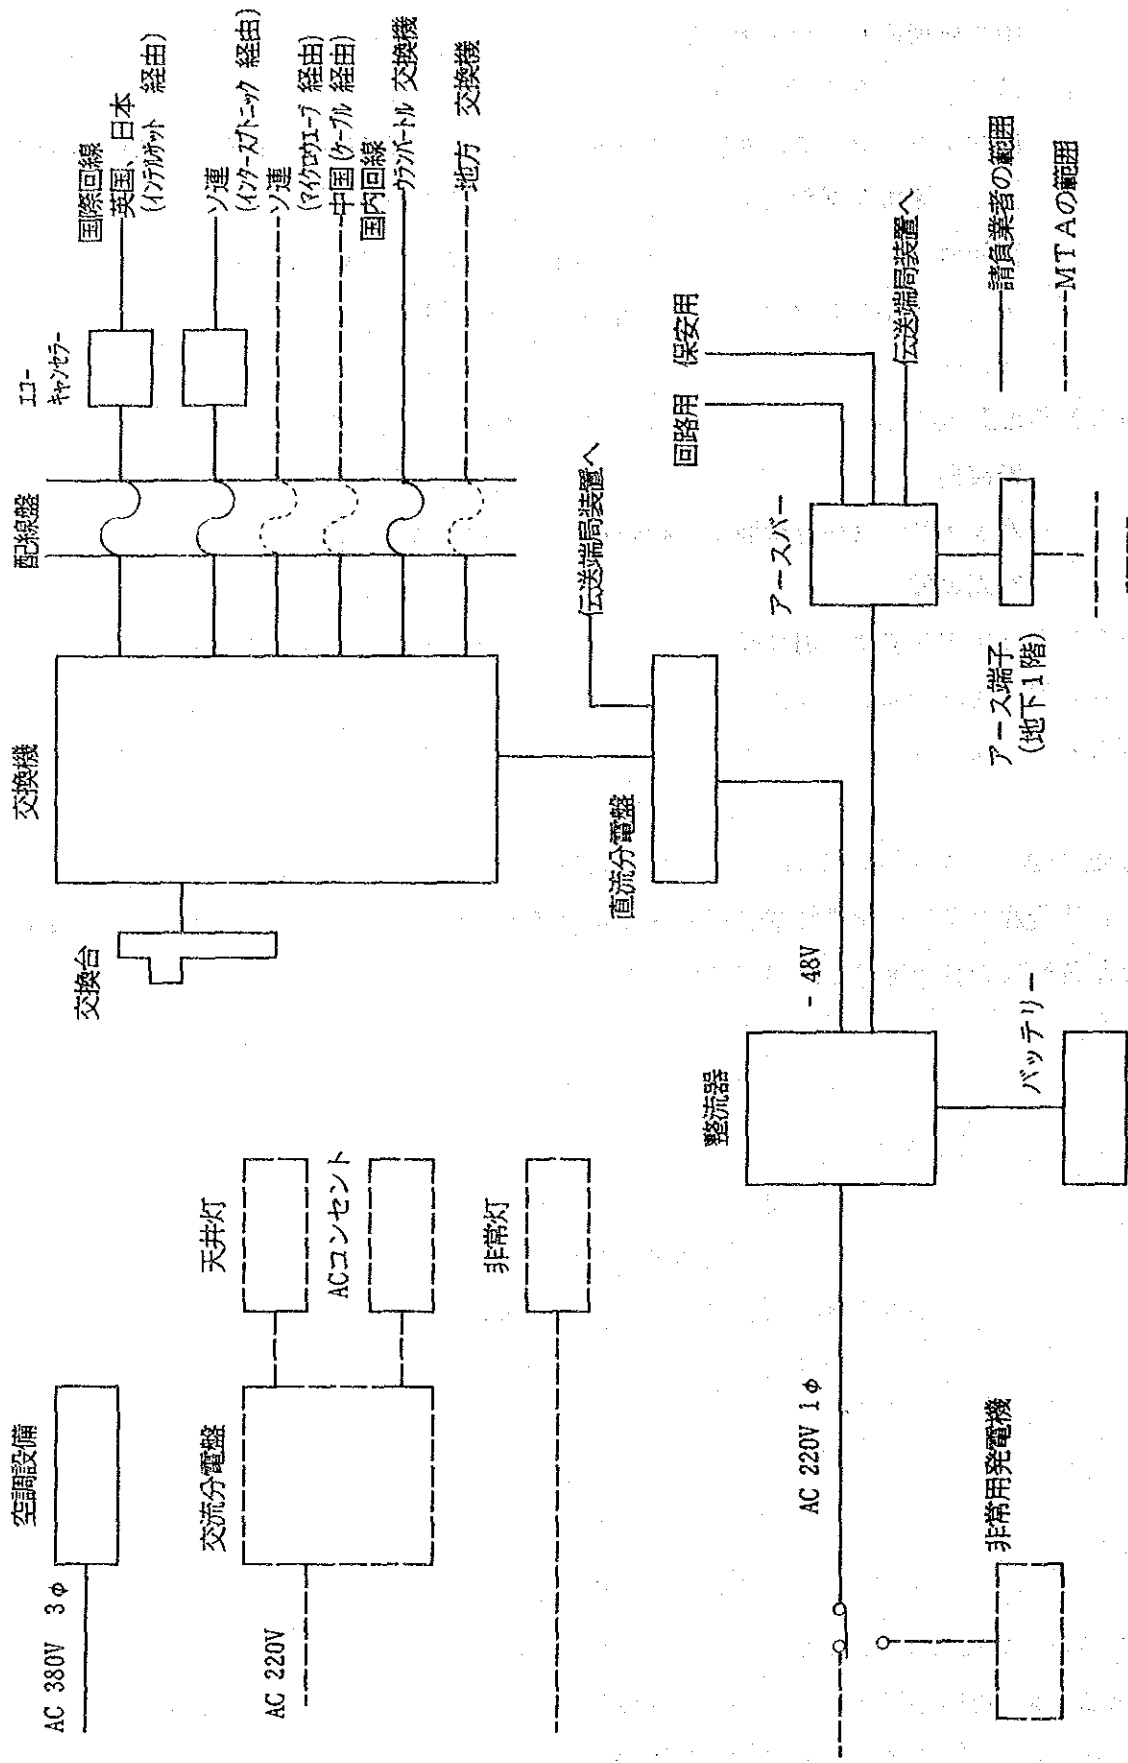 空調設備
AC 380V 3φ
交流分電盤
AC 220V
天井灯
ACコンセント
非常灯
交換台
交換機
配線盤
エコー
キャンセラー
国際回線
英国、日本
(インテルサット 経由)
ソ連
(インタースプトニック 経由)
ソ連
(マイクロウエーブ 経由)
中国(ケーブル 経由)
国内回線
ウランバートル 交換機
地方 交換機
直流分電盤
伝送端局装置へ
整流器
- 48V
AC 220V 1φ
非常用発電機
バッテリー
アースバー
回路用
保安用
伝送端局装置へ
アース端子
(地下1階)
請負業者の範囲
MTAの範囲